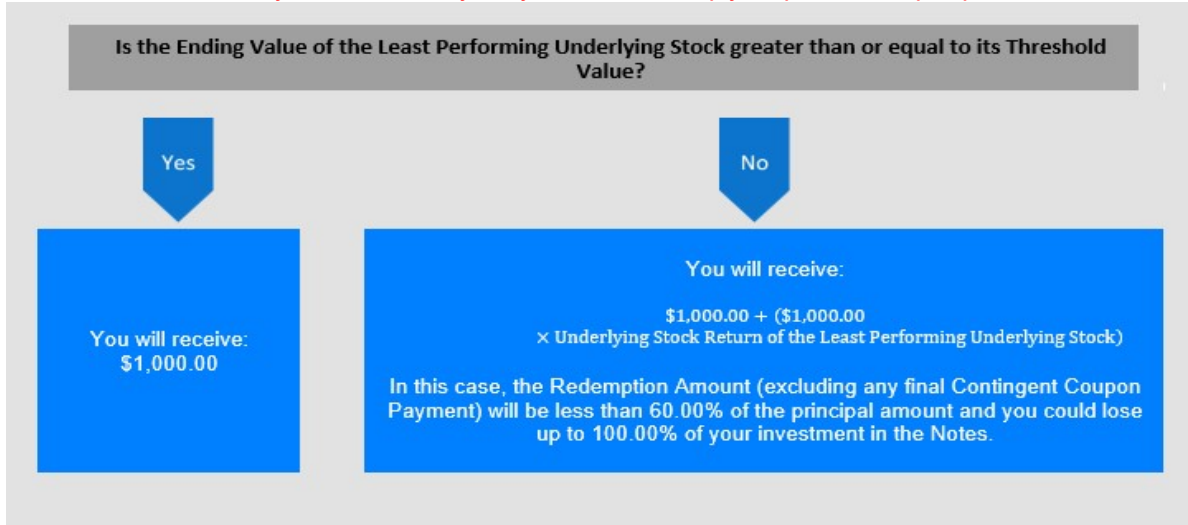 Is the Ending Value of the Least Performing Underlying Stock greater than or equal to its Threshold
Value?
Yes
No
You will receive:
$1,000.00
You will receive:
$1,000.00 + ($1,000.00
× Underlying Stock Return of the Least Performing Underlying Stock)
In this case, the Redemption Amount (excluding any final Contingent Coupon
Payment) will be less than 60.00% of the principal amount and you could lose
up to 100.00% of your investment in the Notes.